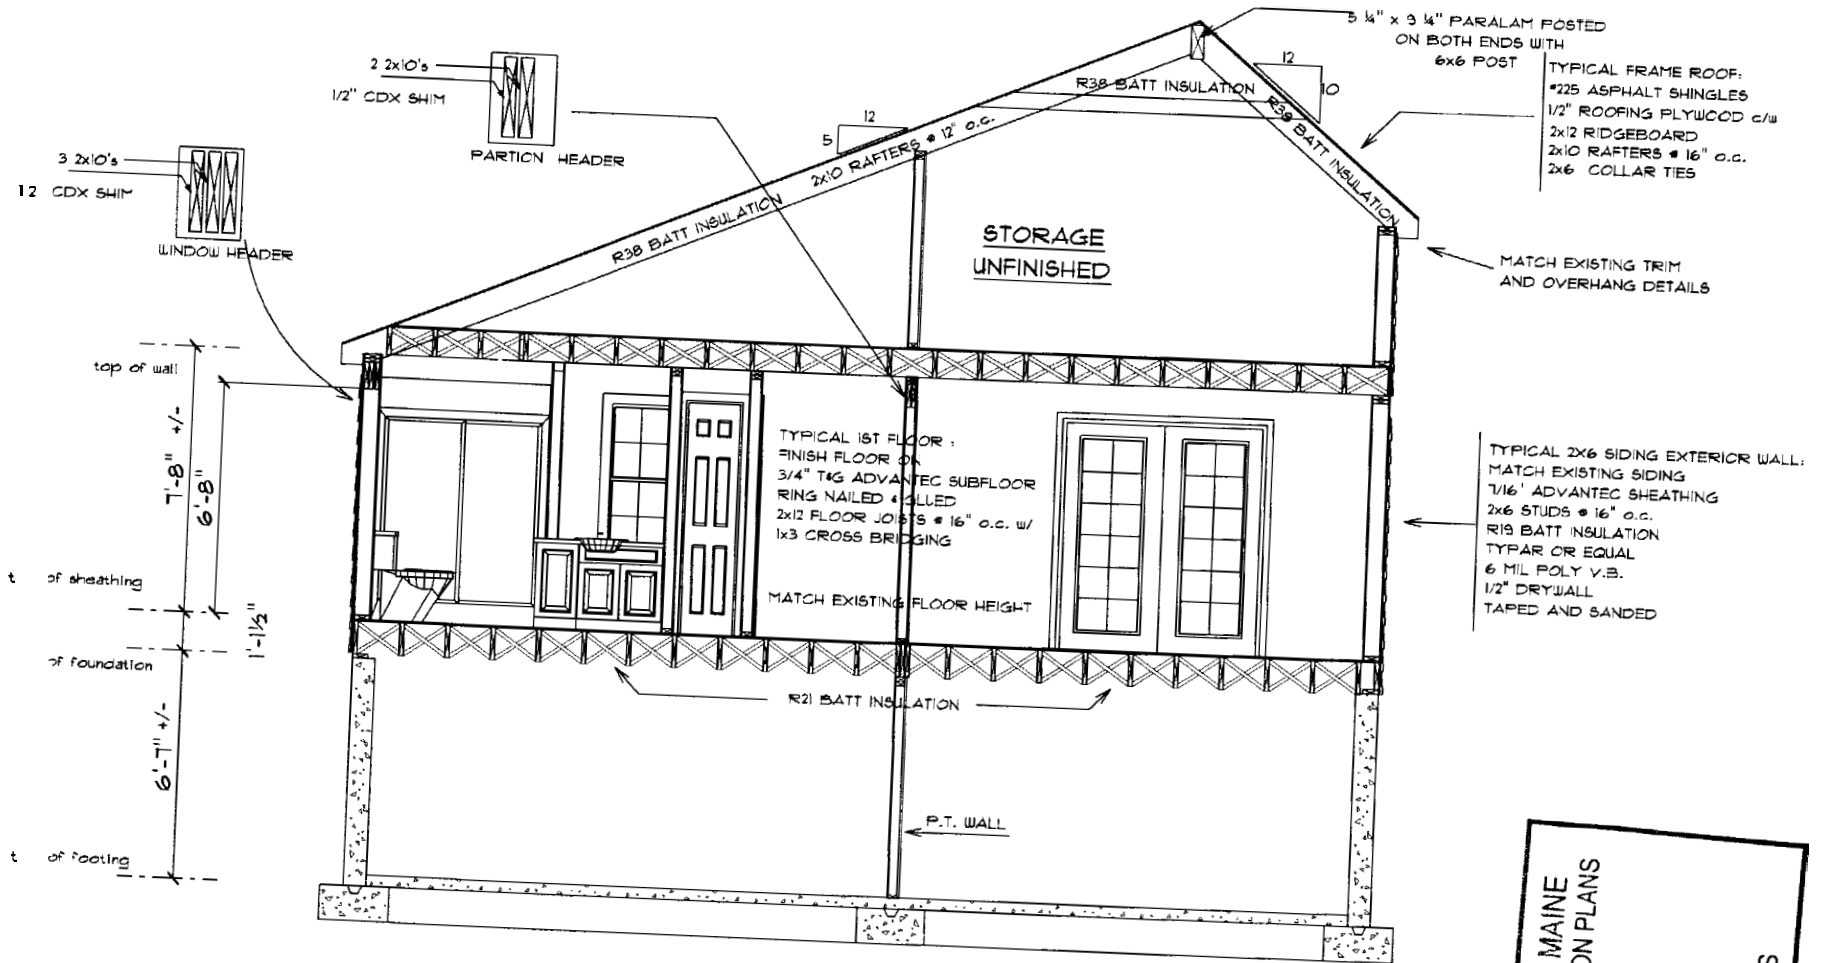 5 ¼" x 9 ¼" PARALAM POSTED
ON BOTH ENDS WITH
6x6 POST
TYPICAL FRAME ROOF:
#225 ASPHALT SHINGLES
1/2" ROOFING PLYWOOD c/w
2x12 RIDGEBOARD
2x10 RAFTERS @ 16" o.c.
2x6 COLLAR TIES
12
10
R38 BATT INSULATION
R38 BATT INSULATION
2 2x10's
1/2" CDX SHIM
PARTION HEADER
12
5
2x10 RAFTERS @ 12" o.c.
R38 BATT INSULATION
3 2x10's
12 CDX SHIM
WINDOW HEADER
STORAGE
UNFINISHED
MATCH EXISTING TRIM
AND OVERHANG DETAILS
top of wall
7'-8" +/-
6'-8"
TYPICAL 1ST FLOOR :
FINISH FLOOR ON
3/4" T&G ADVANTEC SUBFLOOR
RING NAILED & GLUED
2x12 FLOOR JOISTS @ 16" o.c. w/
1x3 CROSS BRIDGING
MATCH EXISTING FLOOR HEIGHT
TYPICAL 2X6 SIDING EXTERIOR WALL:
MATCH EXISTING SIDING
7/16' ADVANTEC SHEATHING
2x6 STUDS @ 16" o.c.
R19 BATT INSULATION
TYPAR OR EQUAL
6 MIL POLY V.B.
1/2" DRYWALL
TAPED AND SANDED
t of sheathing
1'-1½"
of foundation
R21 BATT INSULATION
6'-7" +/-
P.T. WALL
t of footing
MAINE
ON PLANS
S